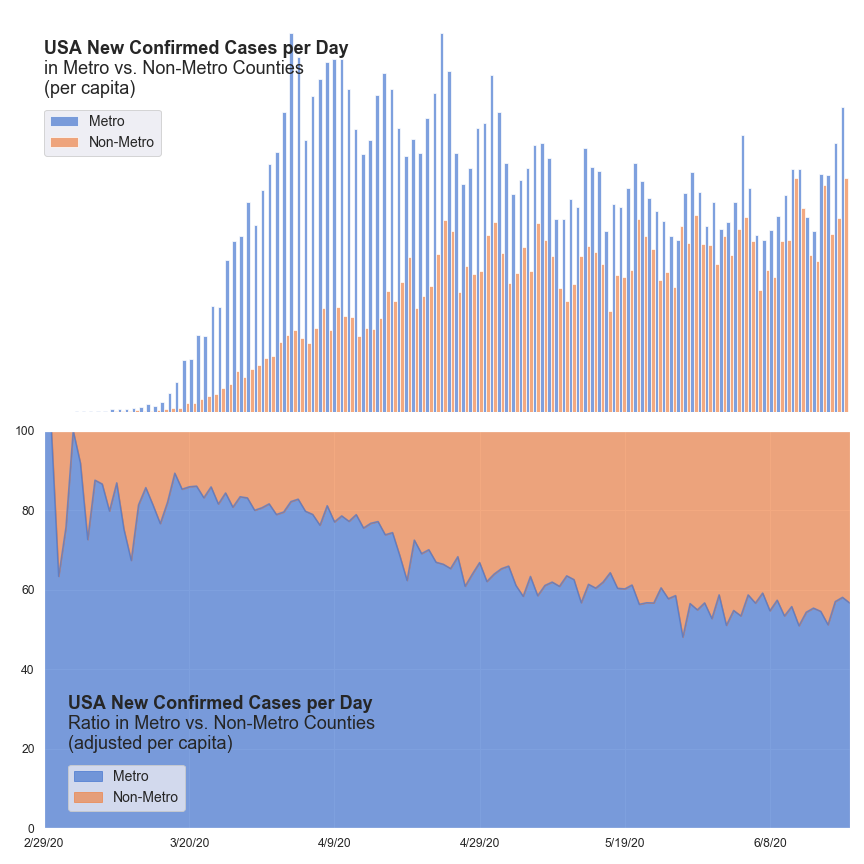 USA New Confirmed Cases per Day
in Metro vs. Non-Metro Counties
(per capita)
Metro
Non-Metro
100
80
60
40
20
0
USA New Confirmed Cases per Day
Ratio in Metro vs. Non-Metro Counties
(adjusted per capita)
Metro
Non-Metro
2/29/20 3/20/20 4/9/20 4/29/20 5/19/20 6/8/20